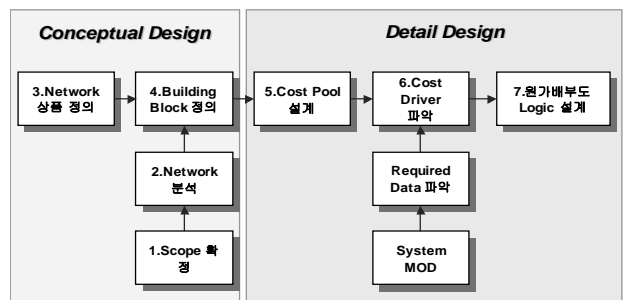 Conceptual Design
Detail Design
3.Network
상품 정의
4.Building
Block 정의
5.Cost Pool
설계
6.Cost
Driver
파악
7.원가배부도
Logic 설계
2.Network
분석
Required
Data 파악
1.Scope 확
정
System
MOD